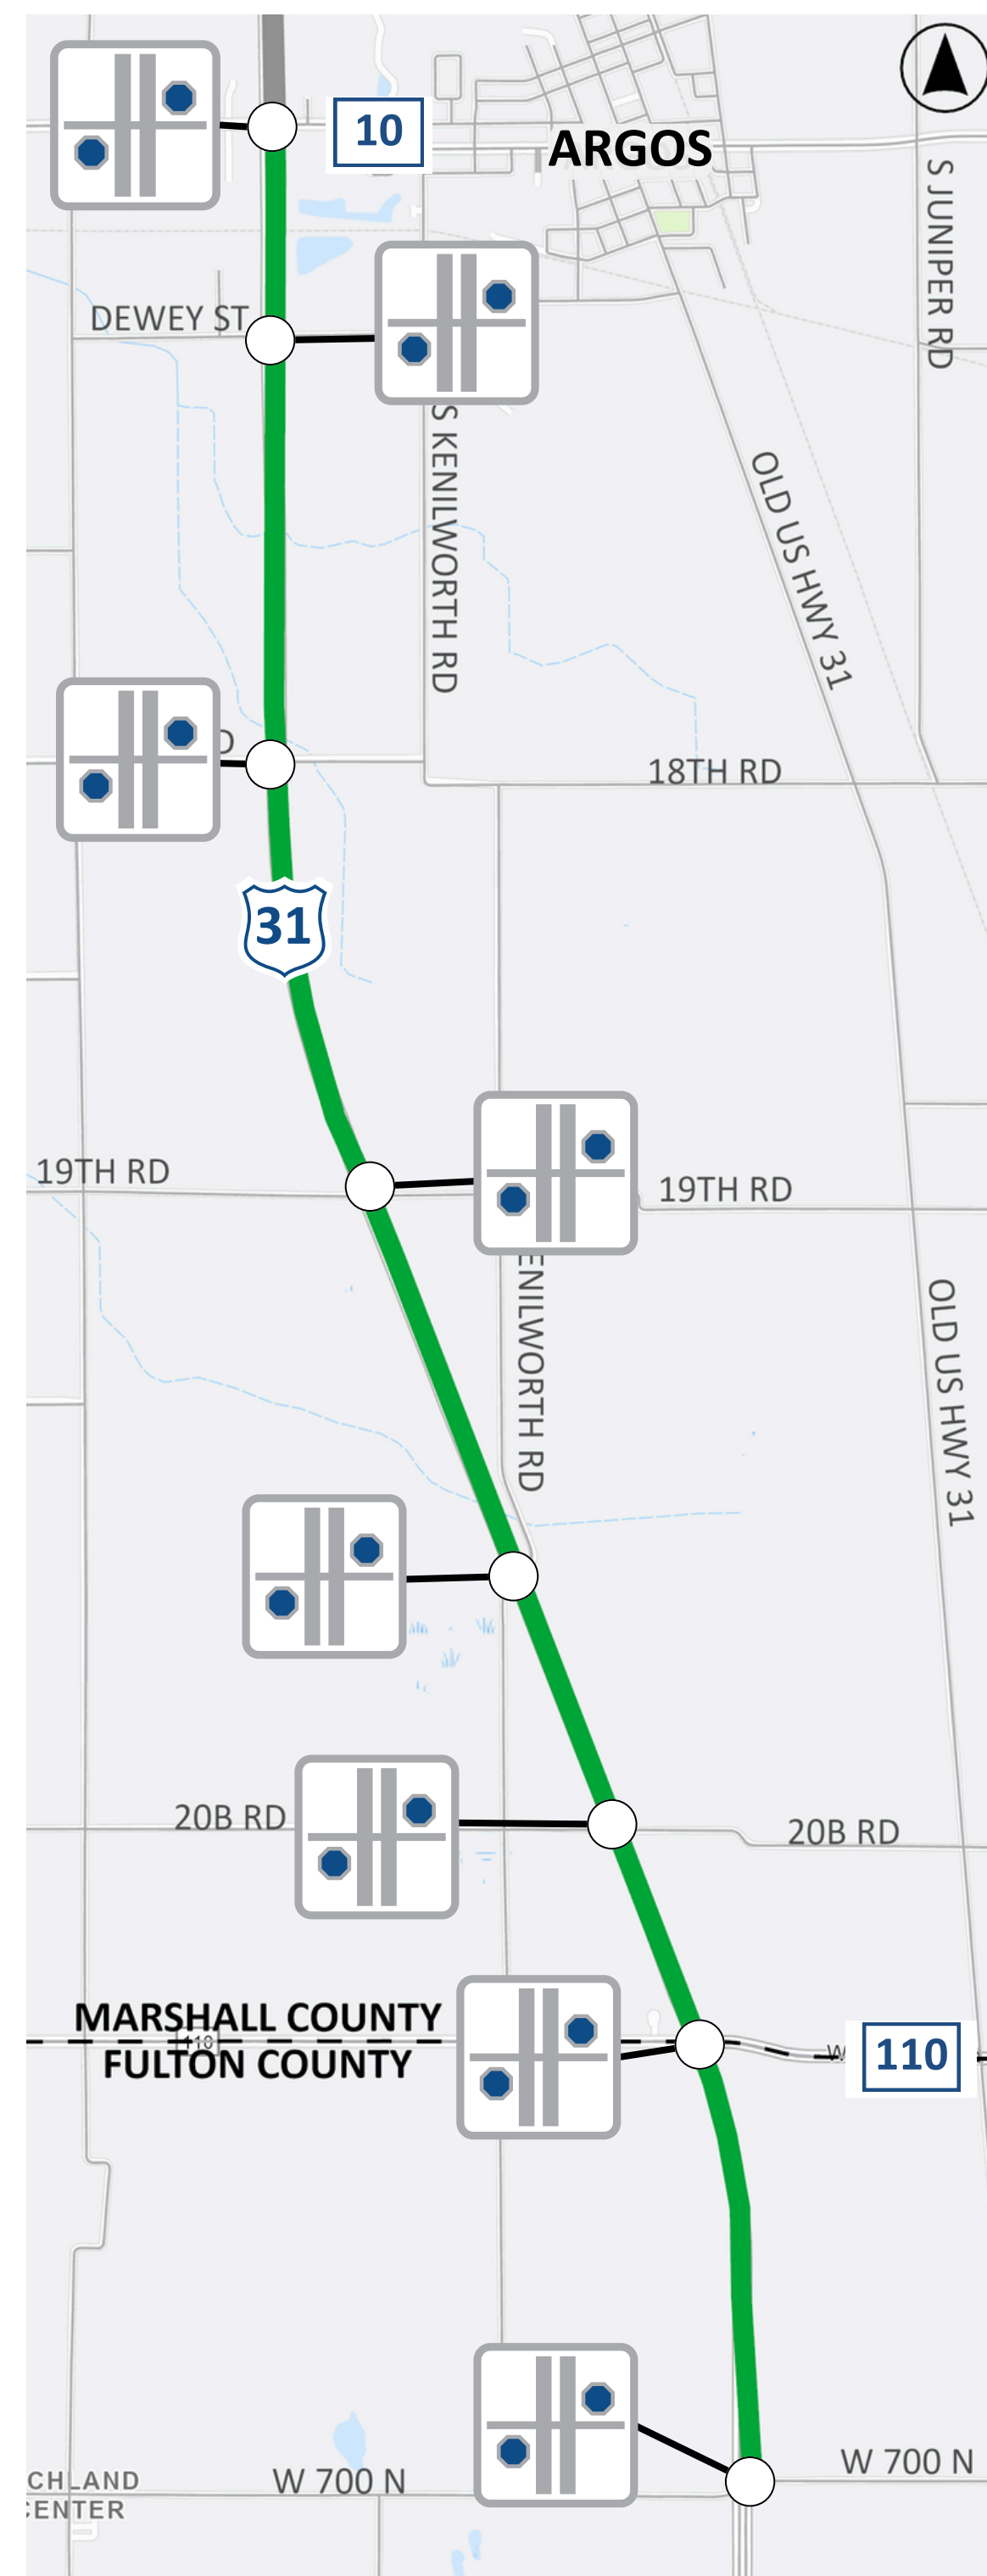 10
ARGOS
S JUNIPER RD
DEWEY ST
S KENILWORTH RD
OLD US HWY 31
D
18TH RD
31
19TH RD
19TH RD
ENILWORTH RD
OLD US HWY 31
20B RD
20B RD
MARSHALL COUNTY
110
FULTON COUNTY
W
110
W 700 N
CHLAND
CENTER
W 700 N